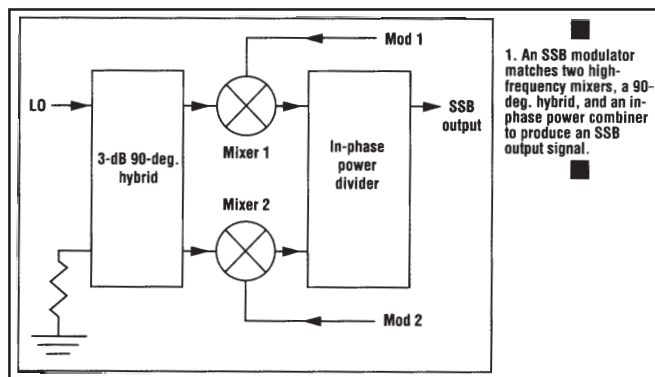 Mod 1
LO
3-dB 90-deg.
hybrid
Mixer 1
In-phase
power
divider
SSB
output
Mixer 2
Mod 2
1. An SSB modulator
matches two high-
frequency mixers, a 90-
deg. hybrid, and an in-
phase power combiner
to produce an SSB
output signal.